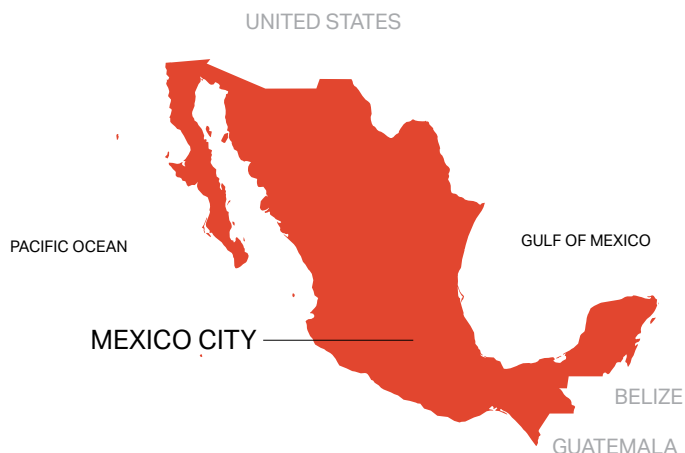 UNITED STATES
PACIFIC OCEAN
GULF OF MEXICO
MEXICO CITY
BELIZE
GUATEMALA